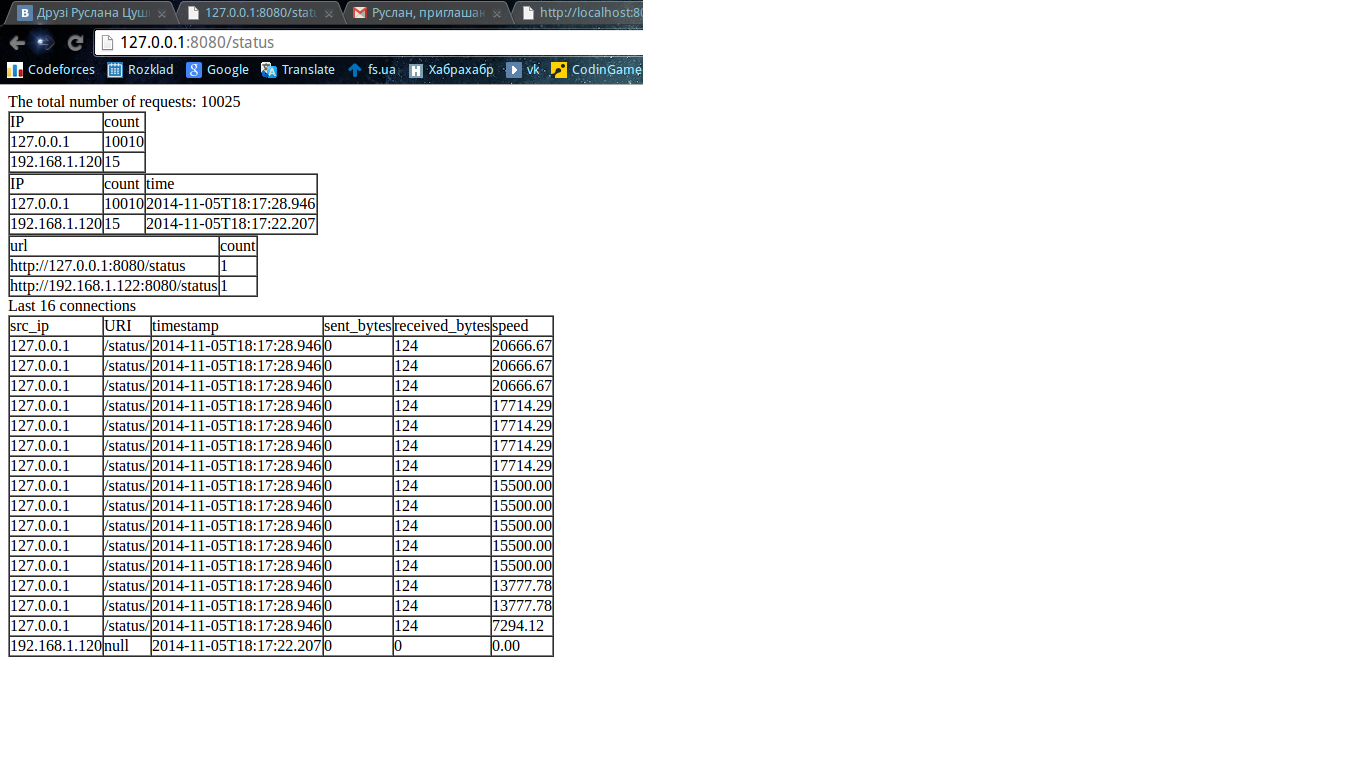 Друзі Руслана Цуш
127.0.0.1:8080/stat
Руслан, приглашан
http://localhost:80
127.0.0.1:8080/status
Codeforces Rozklad Google Translate fs.ua Хабрахабр vk CodinGame
The total number of requests: 10025
IP count
127.0.0.1 10010
192.168.1.120 15
IP count time
127.0.0.1 10010 2014-11-05T18:17:28.946
192.168.1.120 15 2014-11-05T18:17:22.207
url count
http://127.0.0.1:8080/status 1
http://192.168.1.122:8080/status 1
Last 16 connections
src_ip URI timestamp sent_bytes received_bytes speed
127.0.0.1 /status/ 2014-11-05T18:17:28.946 0 124 20666.67
127.0.0.1 /status/ 2014-11-05T18:17:28.946 0 124 20666.67
127.0.0.1 /status/ 2014-11-05T18:17:28.946 0 124 20666.67
127.0.0.1 /status/ 2014-11-05T18:17:28.946 0 124 17714.29
127.0.0.1 /status/ 2014-11-05T18:17:28.946 0 124 17714.29
127.0.0.1 /status/ 2014-11-05T18:17:28.946 0 124 17714.29
127.0.0.1 /status/ 2014-11-05T18:17:28.946 0 124 17714.29
127.0.0.1 /status/ 2014-11-05T18:17:28.946 0 124 15500.00
127.0.0.1 /status/ 2014-11-05T18:17:28.946 0 124 15500.00
127.0.0.1 /status/ 2014-11-05T18:17:28.946 0 124 15500.00
127.0.0.1 /status/ 2014-11-05T18:17:28.946 0 124 15500.00
127.0.0.1 /status/ 2014-11-05T18:17:28.946 0 124 15500.00
127.0.0.1 /status/ 2014-11-05T18:17:28.946 0 124 13777.78
127.0.0.1 /status/ 2014-11-05T18:17:28.946 0 124 13777.78
127.0.0.1 /status/ 2014-11-05T18:17:28.946 0 124 7294.12
192.168.1.120 null 2014-11-05T18:17:22.207 0 0 0.00